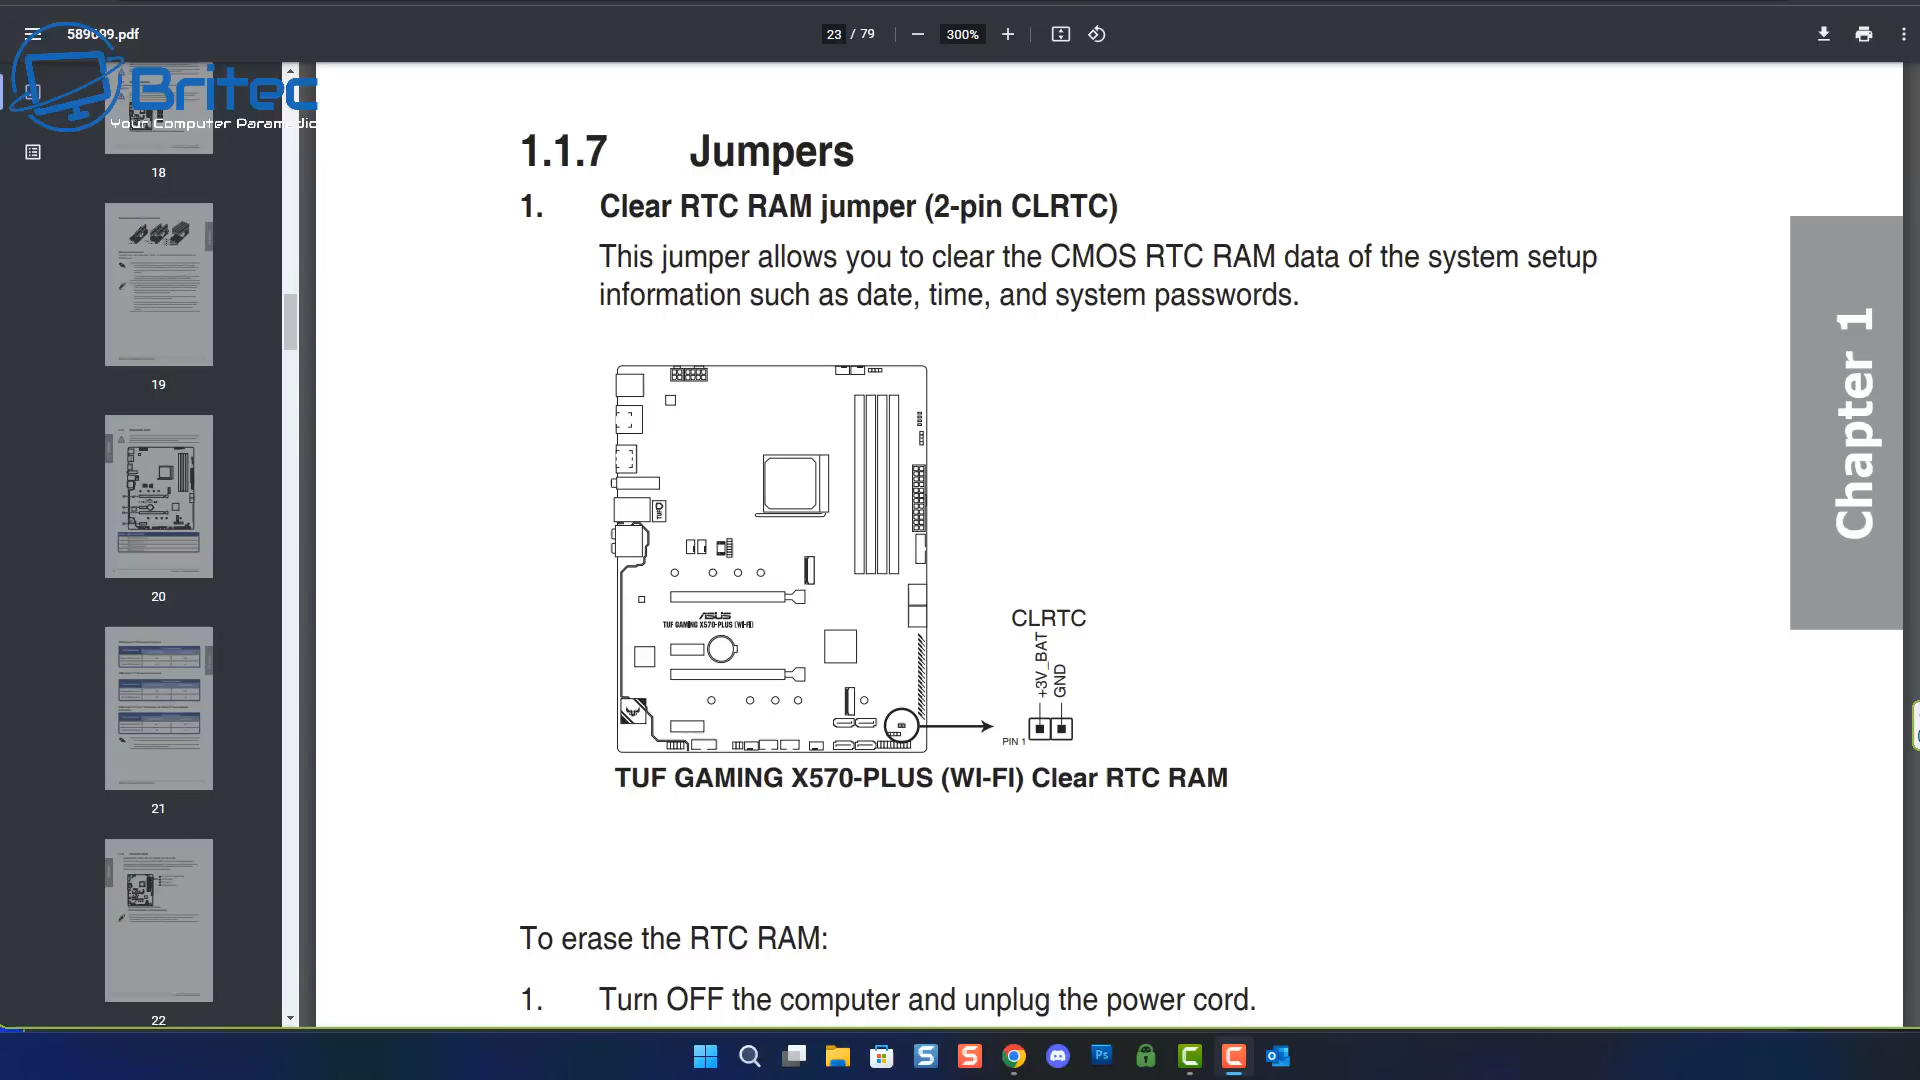 589699.pdf
23 / 79
300%
Britec
Your Computer Paramedic
18
19
20
21
22
1.1.7 Jumpers
1. Clear RTC RAM jumper (2-pin CLRTC)
This jumper allows you to clear the CMOS RTC RAM data of the system setup
information such as date, time, and system passwords.
Chapter 1
ASUS
TUF GAMING X570-PLUS (WI-FI)
CLRTC
+3V_BAT
GND
PIN 1
TUF GAMING X570-PLUS (WI-FI) Clear RTC RAM
To erase the RTC RAM:
1. Turn OFF the computer and unplug the power cord.